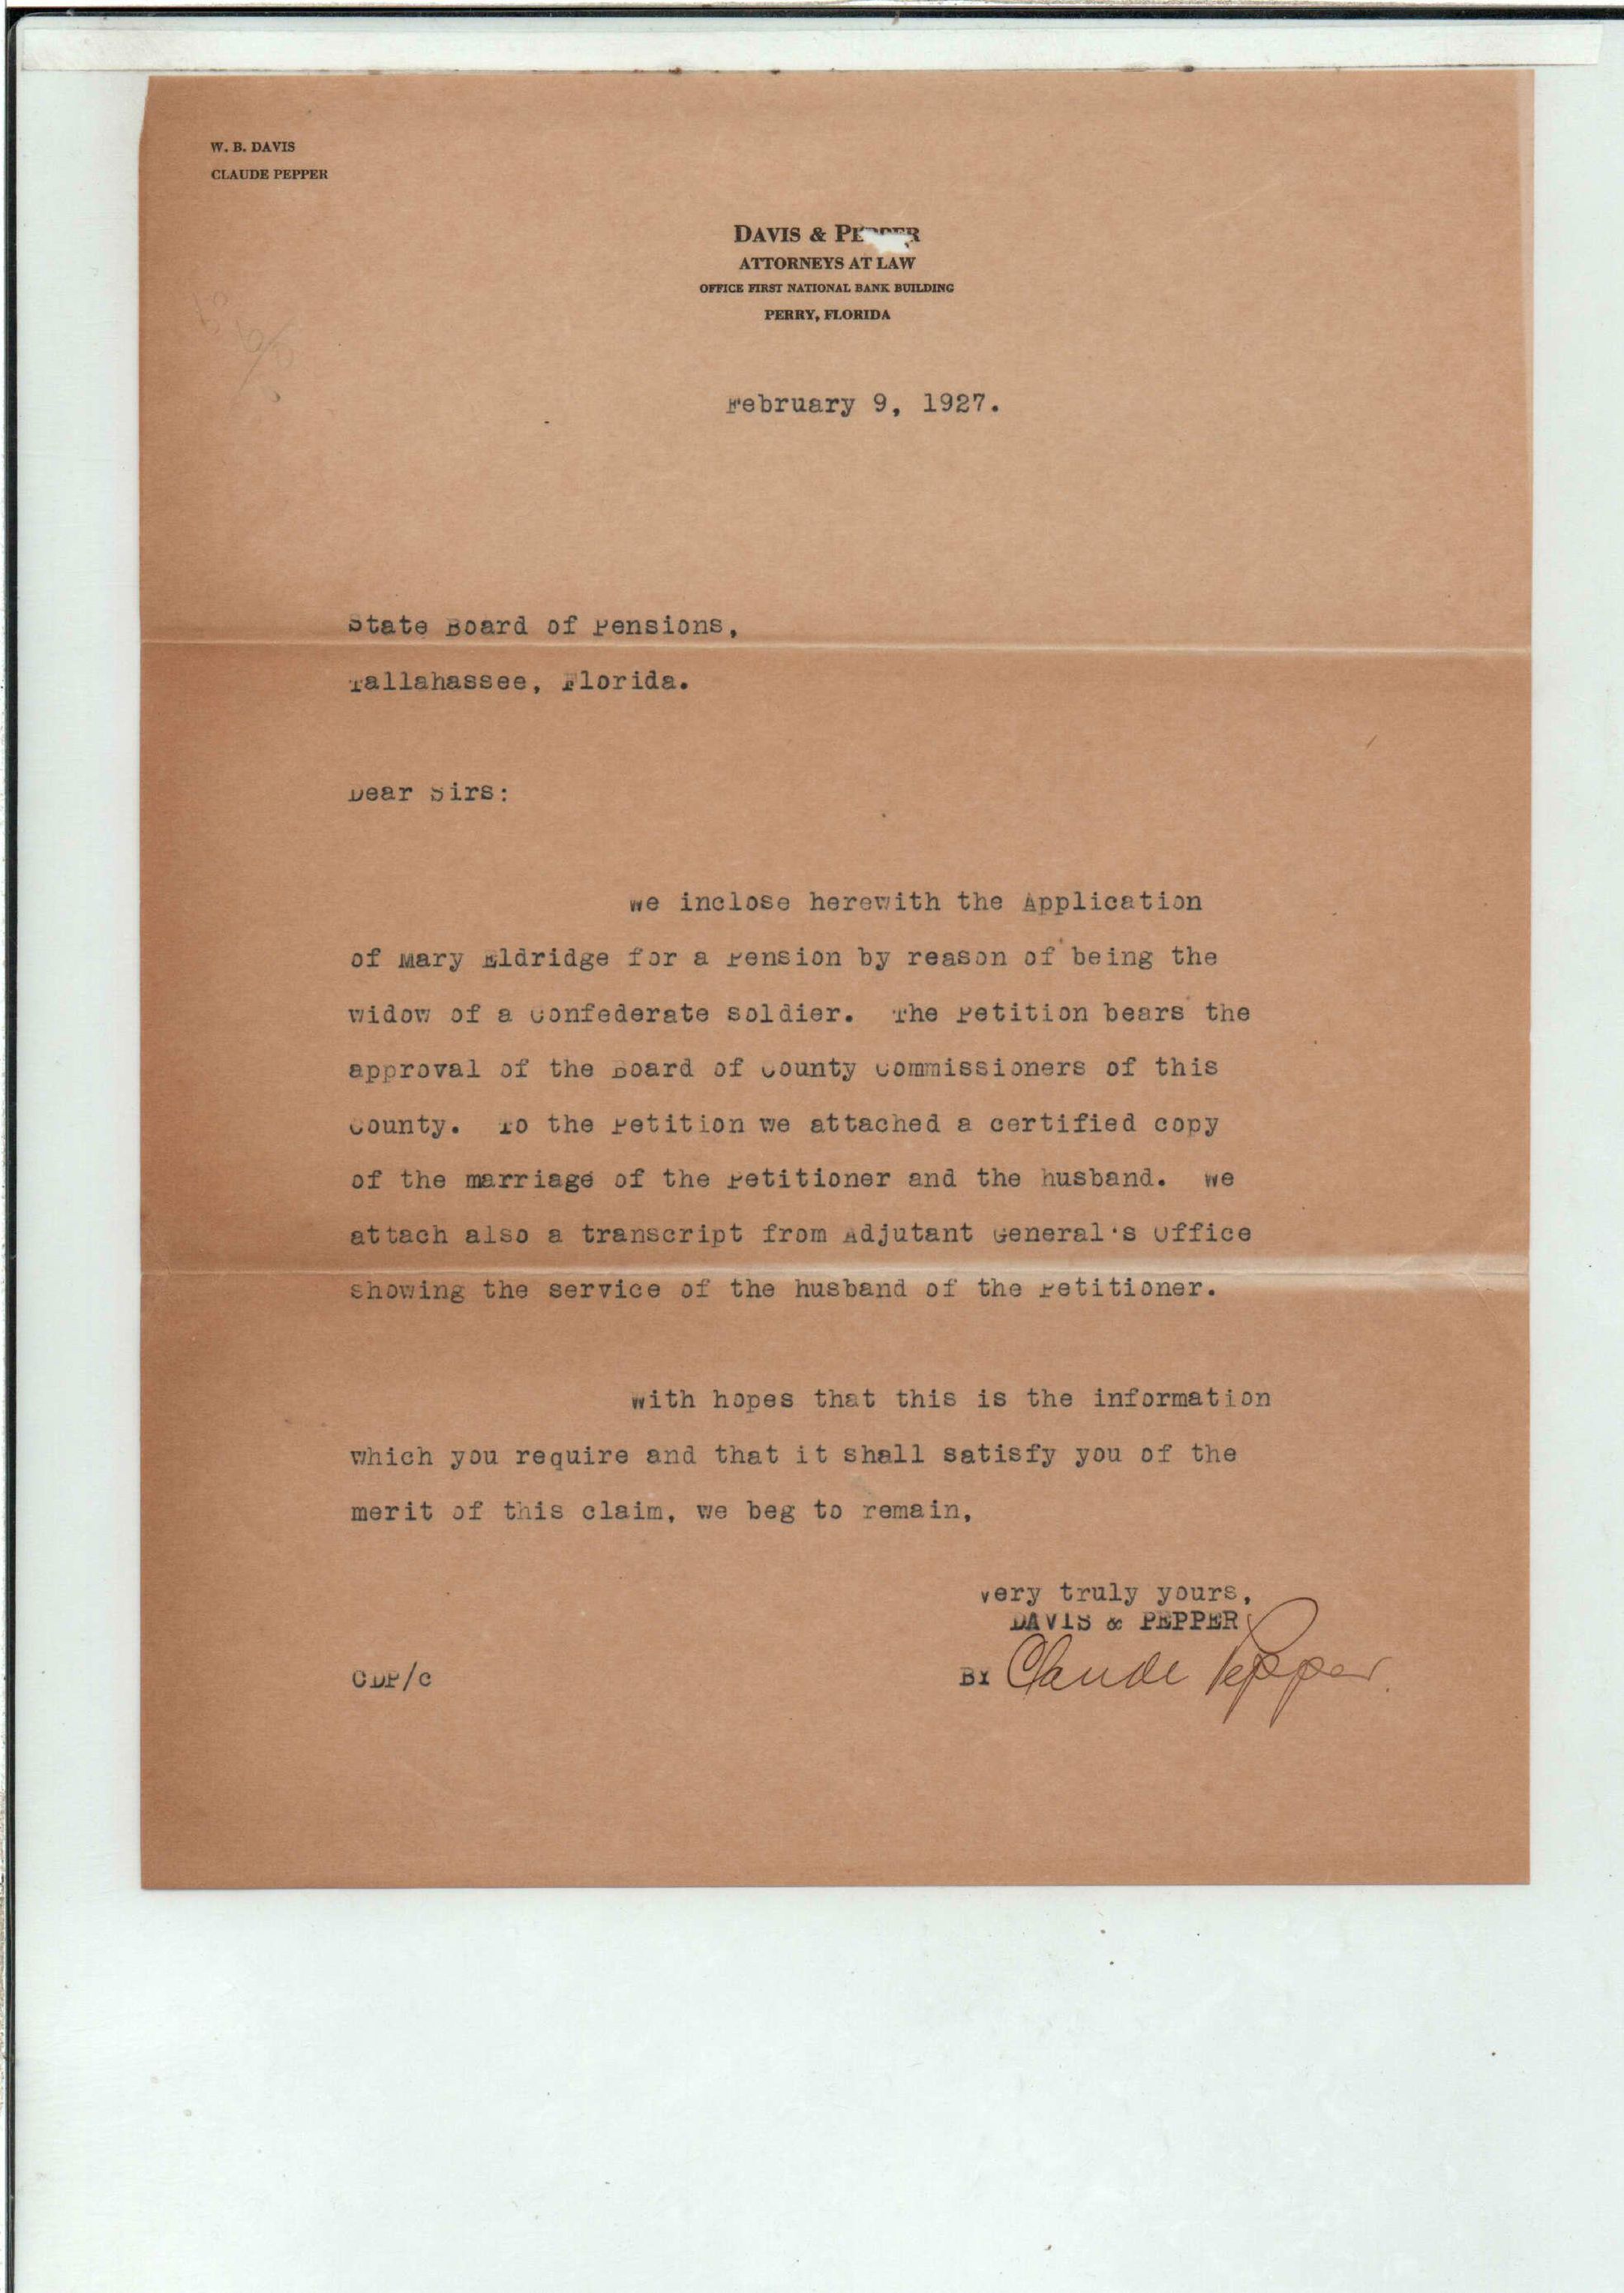 W. B. DAVIS
CLAUDE PEPPER
DAVIS & PEPPER
ATTORNEYS AT LAW
OFFICE FIRST NATIONAL BANK BUILDING
PERRY, FLORIDA
February 9, 1927.
State Board of Pensions,
Tallahassee, Florida.
Dear Sirs:
We inclose herewith the Application
of Mary Eldridge for a Pension by reason of being the
widow of a Confederate soldier. The Petition bears the
approval of the Board of County Commissioners of this
County. To the Petition we attached a certified copy
of the marriage of the Petitioner and the husband. We
attach also a transcript from Adjutant General's Office
showing the service of the husband of the Petitioner.
With hopes that this is the information
which you require and that it shall satisfy you of the
merit of this claim, we beg to remain,
Very truly yours,
DAVIS & PEPPER
BY Claude Pepper.
CDP/c